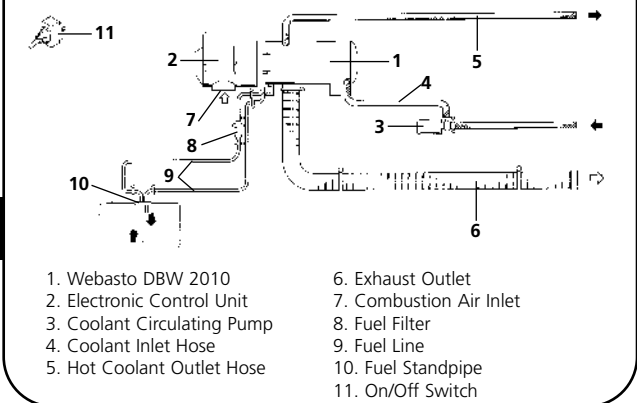 11
2
1
5
4
7
3
8
9
10
6
1. Webasto DBW 2010
2. Electronic Control Unit
3. Coolant Circulating Pump
4. Coolant Inlet Hose
5. Hot Coolant Outlet Hose
6. Exhaust Outlet
7. Combustion Air Inlet
8. Fuel Filter
9. Fuel Line
10. Fuel Standpipe
11. On/Off Switch